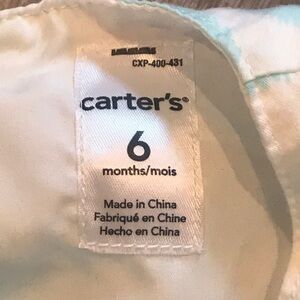 CXP-400-431
carter's®
6
months/mois
Made in China
Fabriqué en Chine
Hecho en China